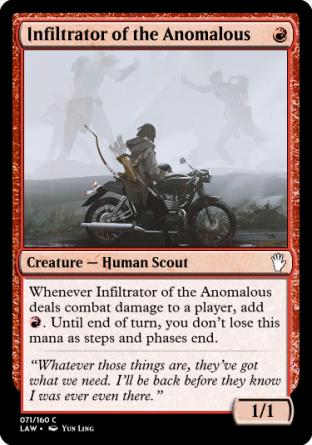 Infiltrator of the Anomalous
Creature — Human Scout
Whenever Infiltrator of the Anomalous
deals combat damage to a player, add
. Until end of turn, you don't lose this
mana as steps and phases end.
“Whatever those things are, they've got
what we need. I'll be back before they know
I was ever even there.”
071/160 C
LAW • Yun Ling
1/1